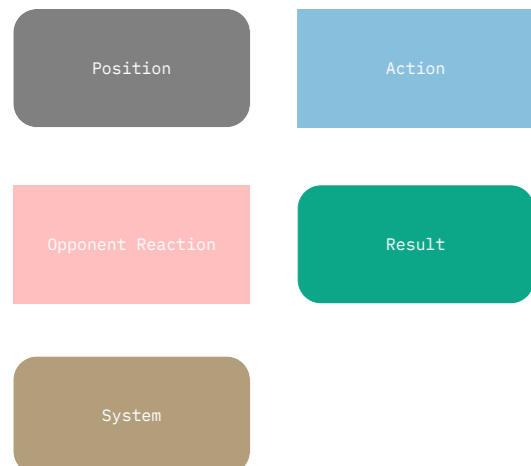 Position
Action
Opponent Reaction
Result
System